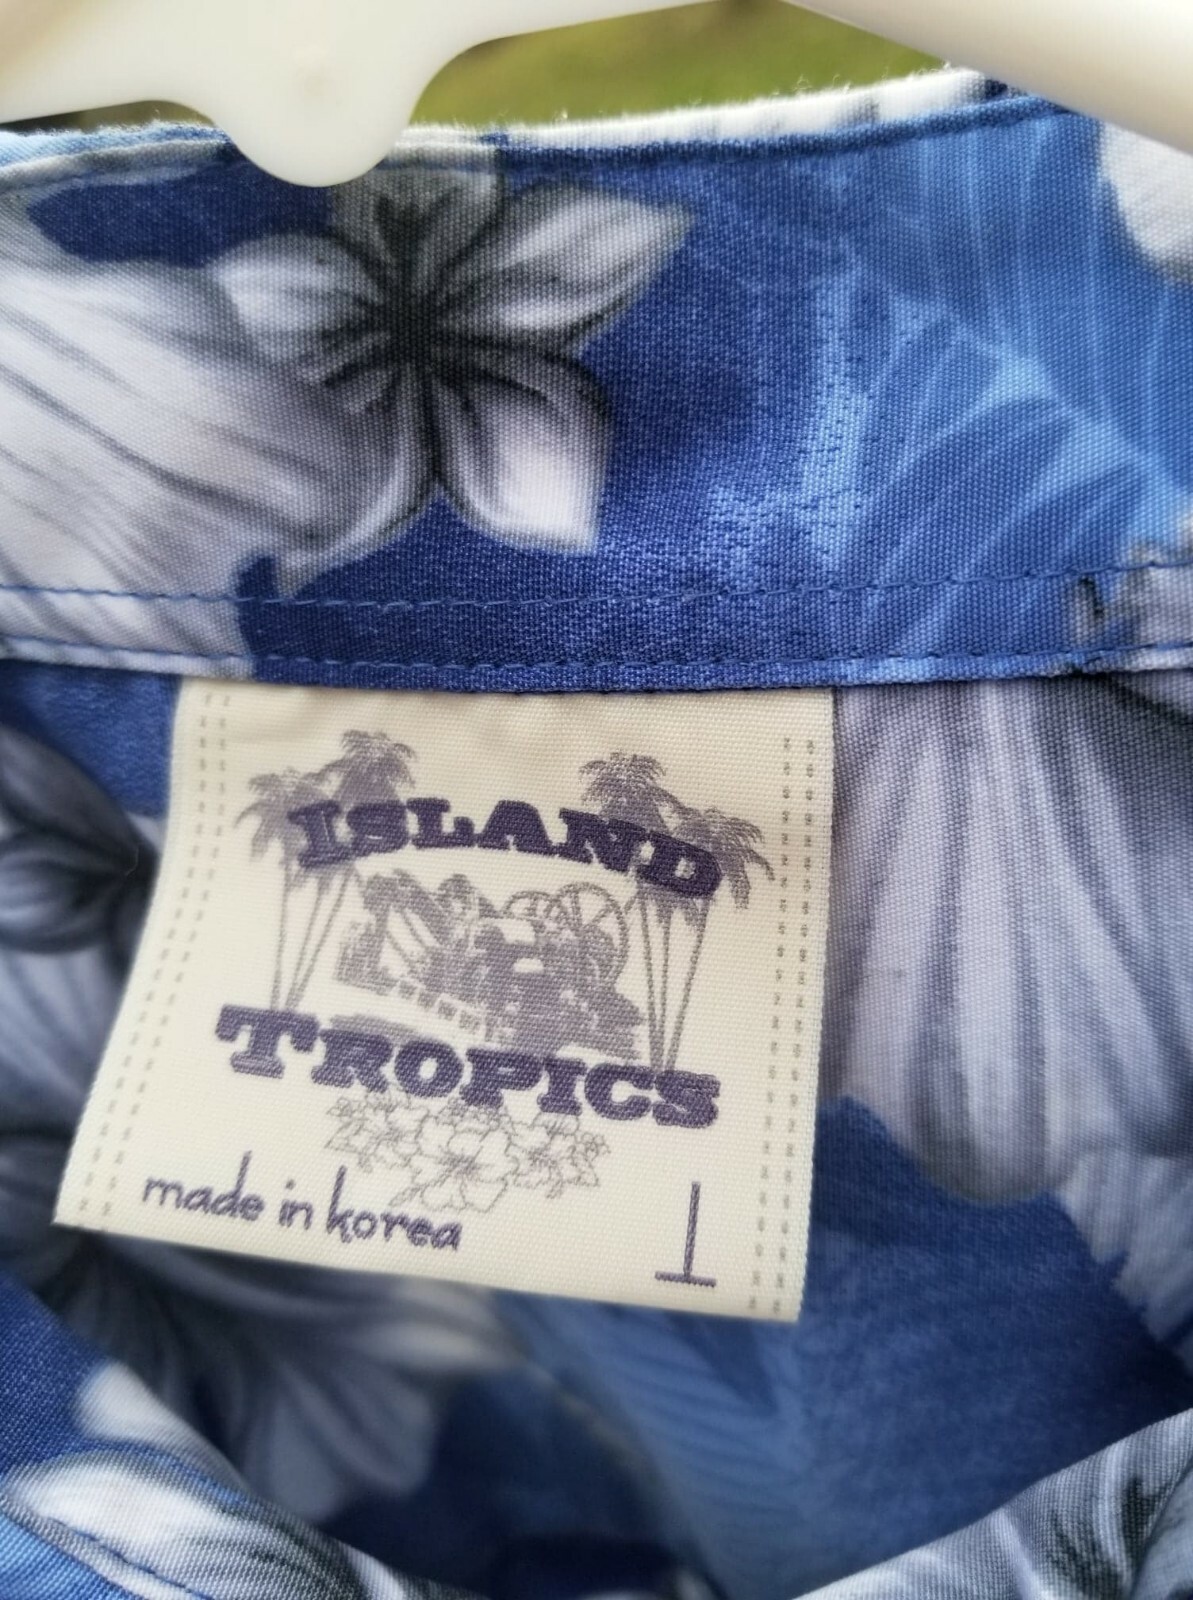 ISLAND
TROPICS
made in korea
L